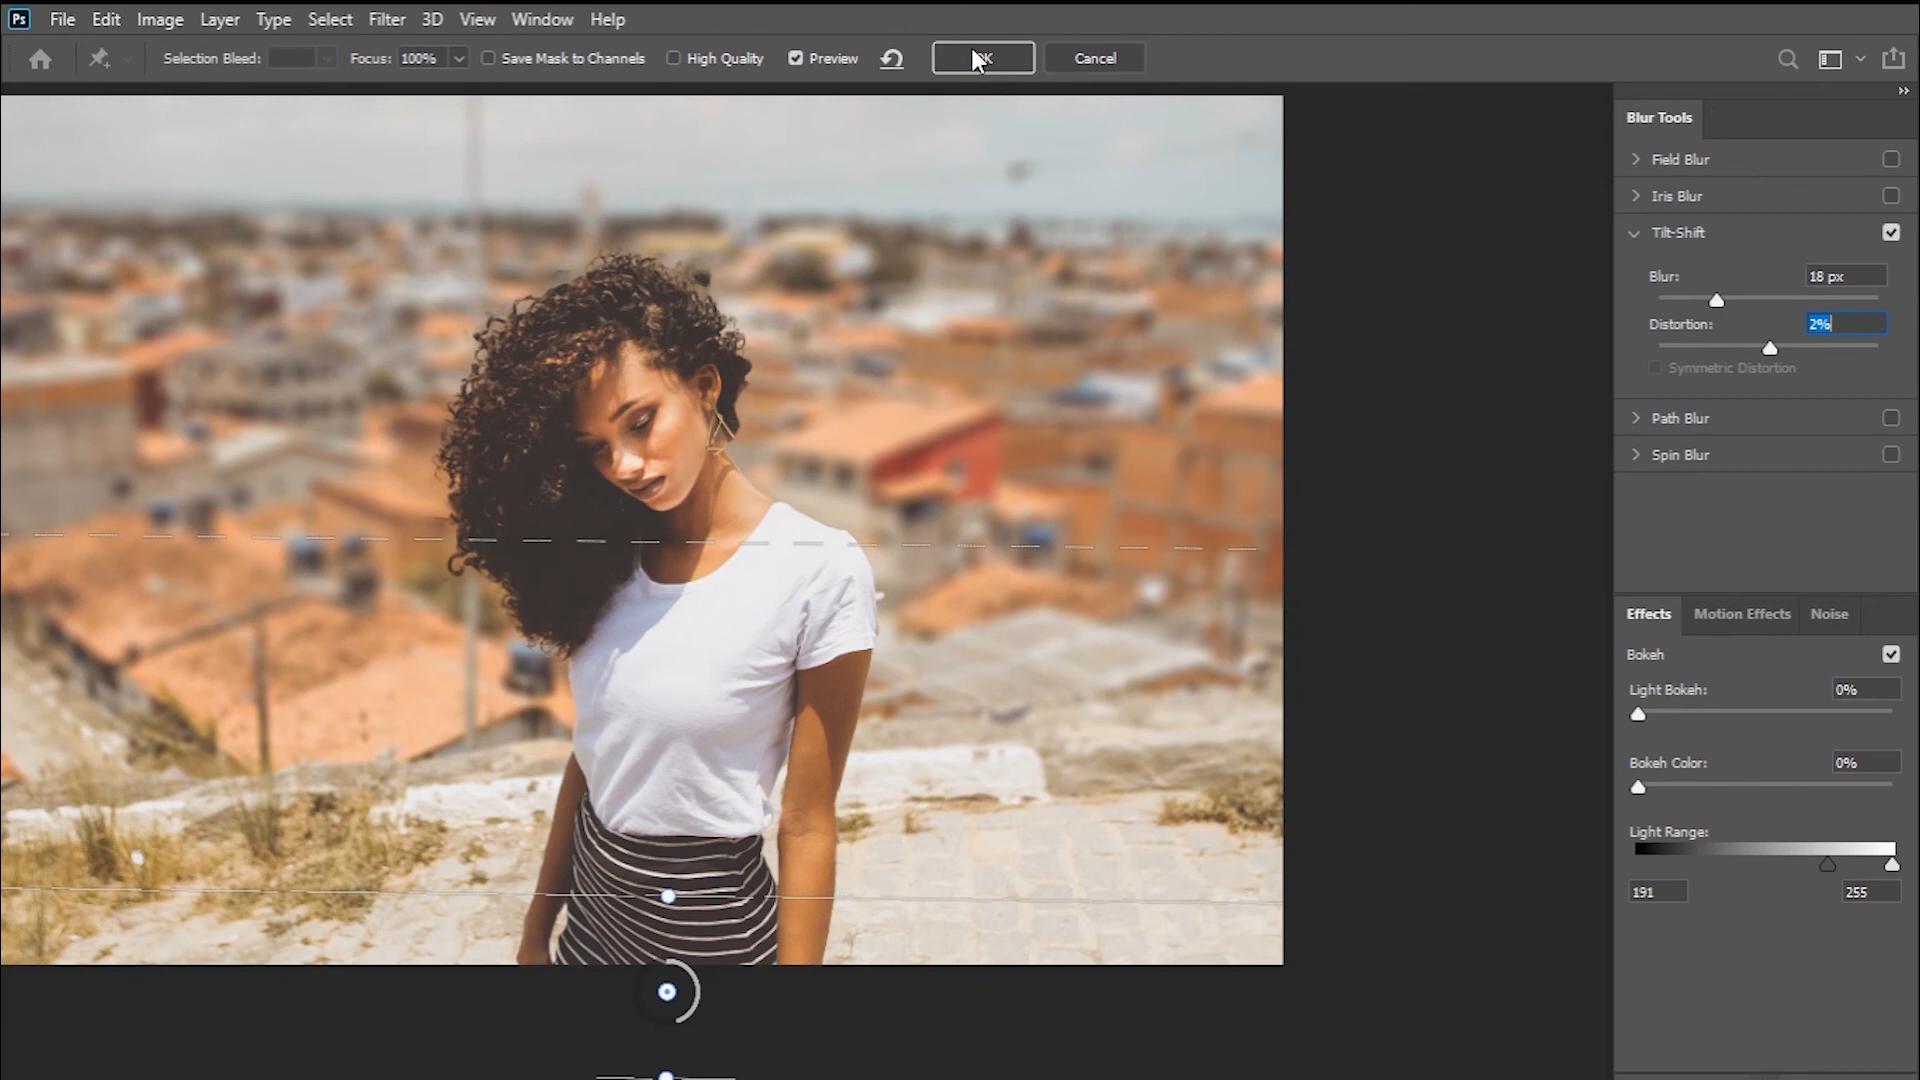 Ps File Edit Image Layer Type Select Filter 3D View Window Help
Selection Bleed: Focus: 100% Save Mask to Channels High Quality Preview Cancel
Blur Tools
Field Blur
Iris Blur
Tilt-Shift
Blur: 18 px
Distortion: 2%
Symmetric Distortion
Path Blur
Spin Blur
Effects Motion Effects Noise
Bokeh
Light Bokeh: 0%
Bokeh Color: 0%
Light Range:
191 255